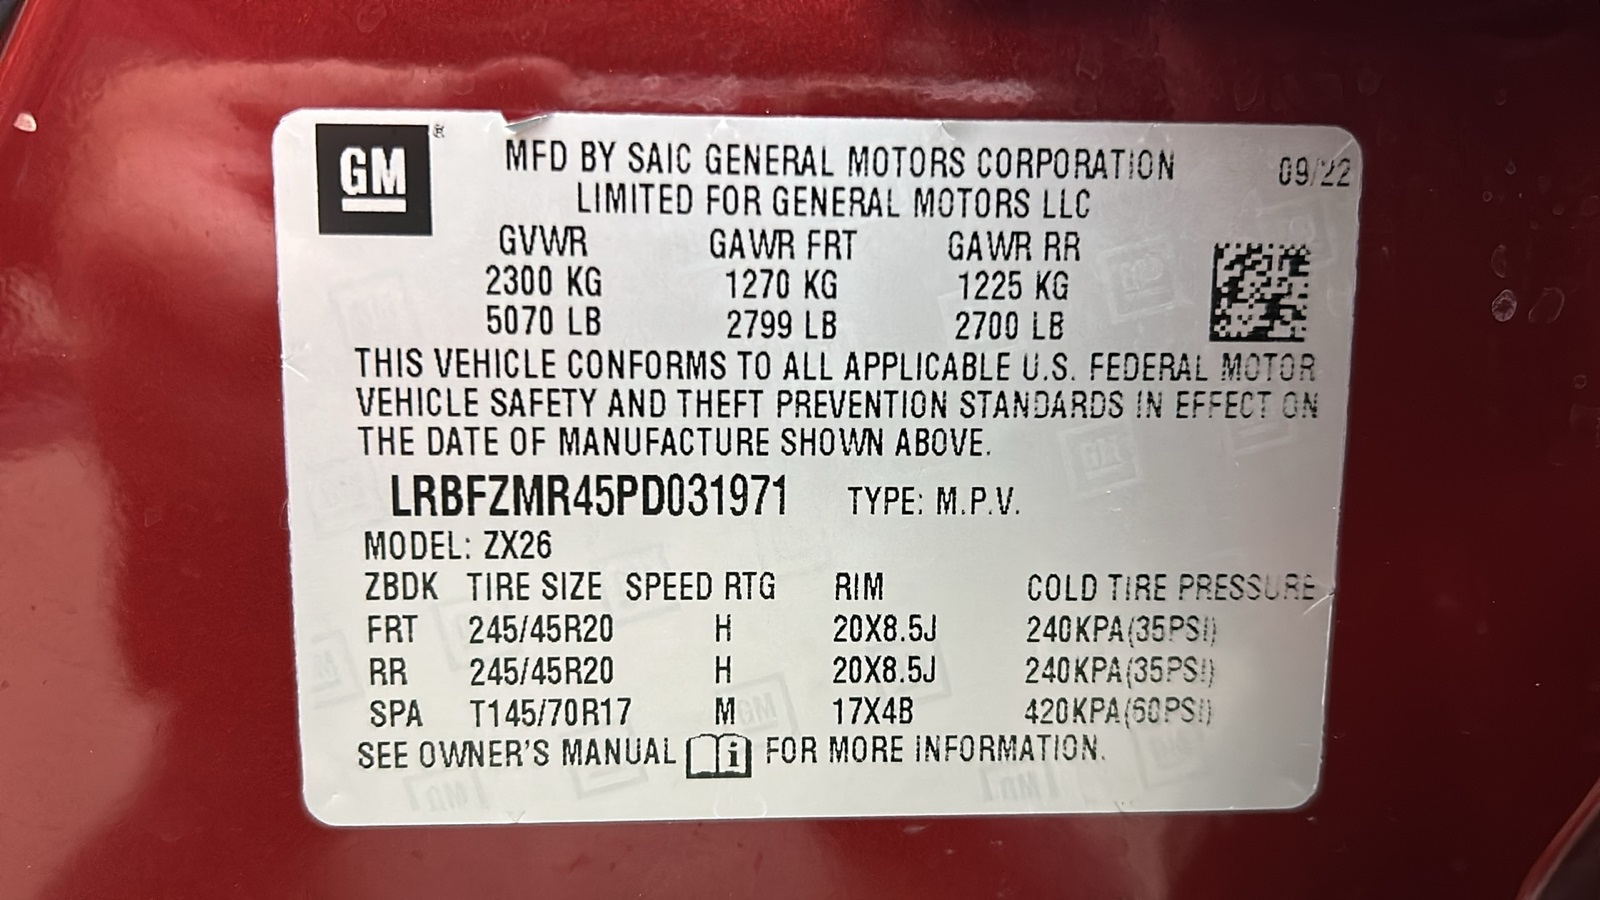 GM ®
MFD BY SAIC GENERAL MOTORS CORPORATION
LIMITED FOR GENERAL MOTORS LLC
09/22
GVWR GAWR FRT GAWR RR
2300 KG 1270 KG 1225 KG
5070 LB 2799 LB 2700 LB
THIS VEHICLE CONFORMS TO ALL APPLICABLE U.S. FEDERAL MOTOR
VEHICLE SAFETY AND THEFT PREVENTION STANDARDS IN EFFECT ON
THE DATE OF MANUFACTURE SHOWN ABOVE.
LRBFZMR45PD031971 TYPE: M.P.V.
MODEL: ZX26
ZBDK TIRE SIZE SPEED RTG RIM COLD TIRE PRESSURE
FRT 245/45R20 H 20X8.5J 240KPA(35PSI)
RR 245/45R20 H 20X8.5J 240KPA(35PSI)
SPA T145/70R17 M 17X4B 420KPA(60PSI)
SEE OWNER'S MANUAL i FOR MORE INFORMATION.